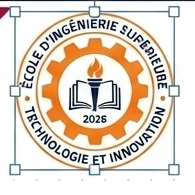 ÉCOLE D'INGÉNIERIE SUPÉRIEURE
2026
TECHNOLOGIE ET INNOVATION